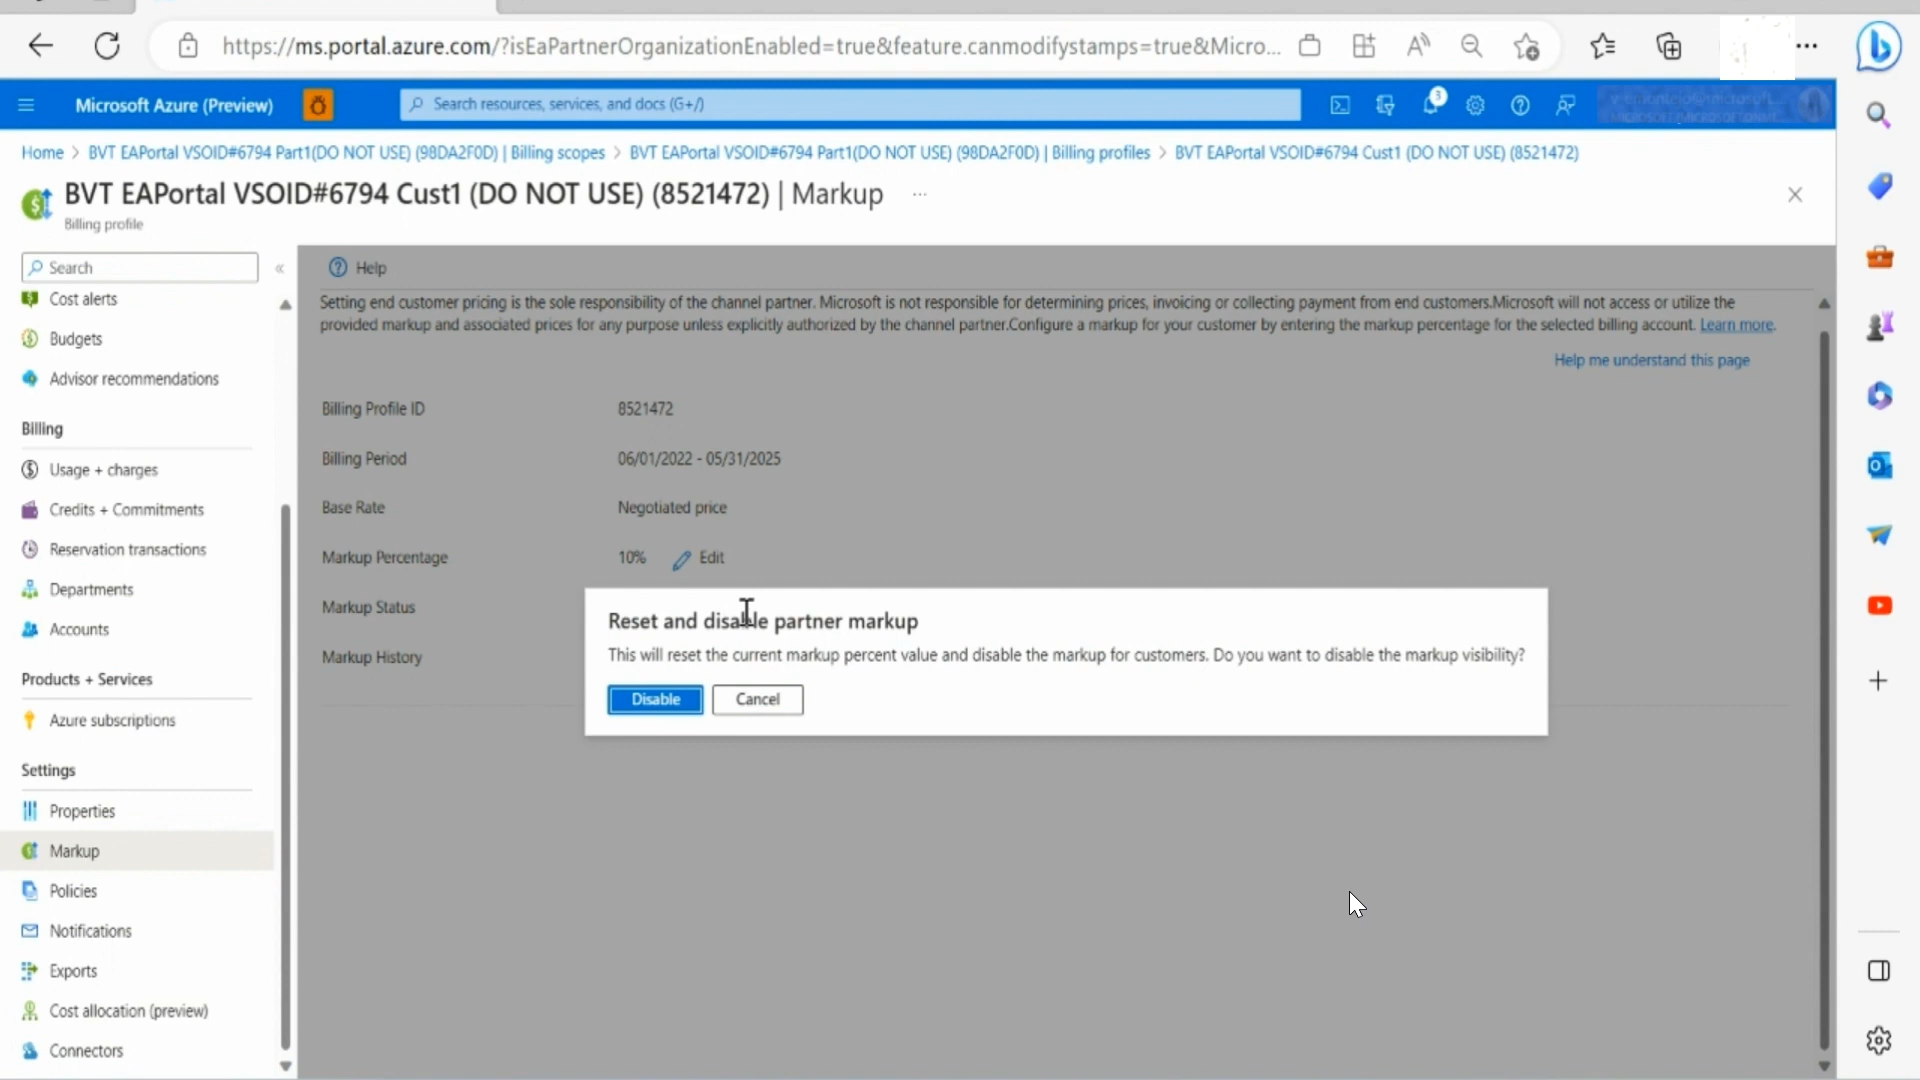 https://ms.portal.azure.com/?isEaPartnerOrganizationEnabled=true&feature.canmodifystamps=true&Micro...
Microsoft Azure (Preview)
Search resources, services, and docs (G+/)
3
Home > BVT EAPortal VSOID#6794 Part1(DO NOT USE) (98DA2F0D) | Billing scopes > BVT EAPortal VSOID#6794 Part1(DO NOT USE) (98DA2F0D) | Billing profiles > BVT EAPortal VSOID#6794 Cust1 (DO NOT USE) (8521472)
BVT EAPortal VSOID#6794 Cust1 (DO NOT USE) (8521472) | Markup ...
Billing profile
Search
«
Cost alerts
Budgets
Advisor recommendations
Billing
Usage + charges
Credits + Commitments
Reservation transactions
Departments
Accounts
Products + Services
Azure subscriptions
Settings
Properties
Markup
Policies
Notifications
Exports
Cost allocation (preview)
Connectors
Help
Setting end customer pricing is the sole responsibility of the channel partner. Microsoft is not responsible for determining prices, invoicing or collecting payment from end customers.Microsoft will not access or utilize the
provided markup and associated prices for any purpose unless explicitly authorized by the channel partner.Configure a markup for your customer by entering the markup percentage for the selected billing account. Learn more.
Help me understand this page
Billing Profile ID 8521472
Billing Period 06/01/2022 - 05/31/2025
Base Rate Negotiated price
Markup Percentage 10% Edit
Markup Status
Markup History
Reset and disable partner markup
This will reset the current markup percent value and disable the markup for customers. Do you want to disable the markup visibility?
Disable Cancel